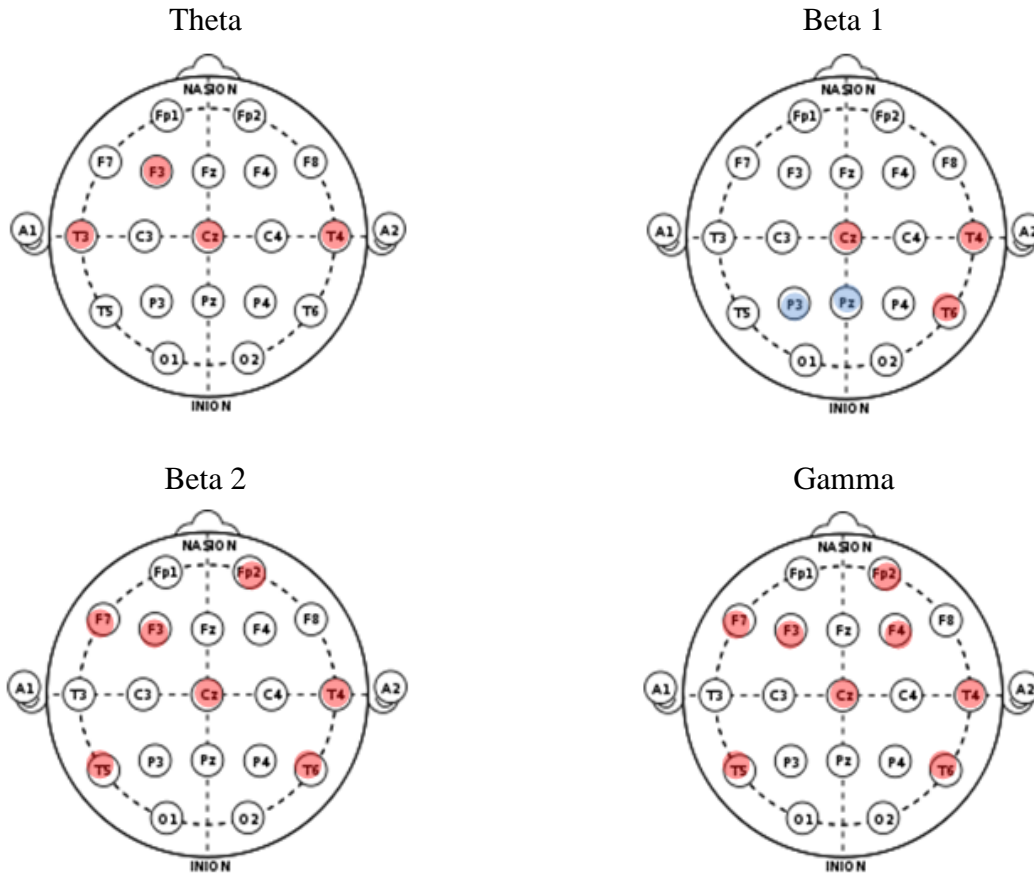 Theta
NASION
Fp1 Fp2
F7 F3 Fz F4 F8
A1 T3 C3 Cz C4 T4 A2
T5 P3 Pz P4 T6
O1 O2
INION
Beta 1
NASION
Fp1 Fp2
F7 F3 Fz F4 F8
A1 T3 C3 Cz C4 T4 A2
T5 P3 Pz P4 T6
O1 O2
INION
Beta 2
NASION
Fp1 Fp2
F7 F3 Fz F4 F8
A1 T3 C3 Cz C4 T4 A2
T5 P3 Pz P4 T6
O1 O2
INION
Gamma
NASION
Fp1 Fp2
F7 F3 Fz F4 F8
A1 T3 C3 Cz C4 T4 A2
T5 P3 Pz P4 T6
O1 O2
INION